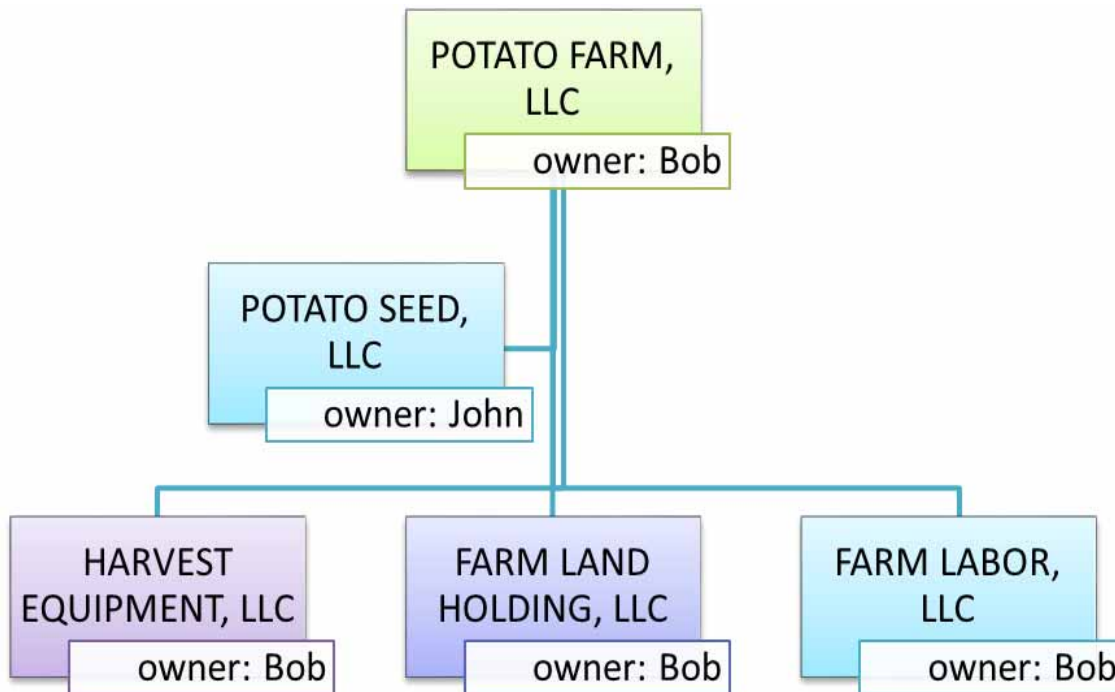 POTATO FARM,
LLC
owner: Bob
POTATO SEED,
LLC
owner: John
HARVEST
EQUIPMENT, LLC
owner: Bob
FARM LAND
HOLDING, LLC
owner: Bob
FARM LABOR,
LLC
owner: Bob